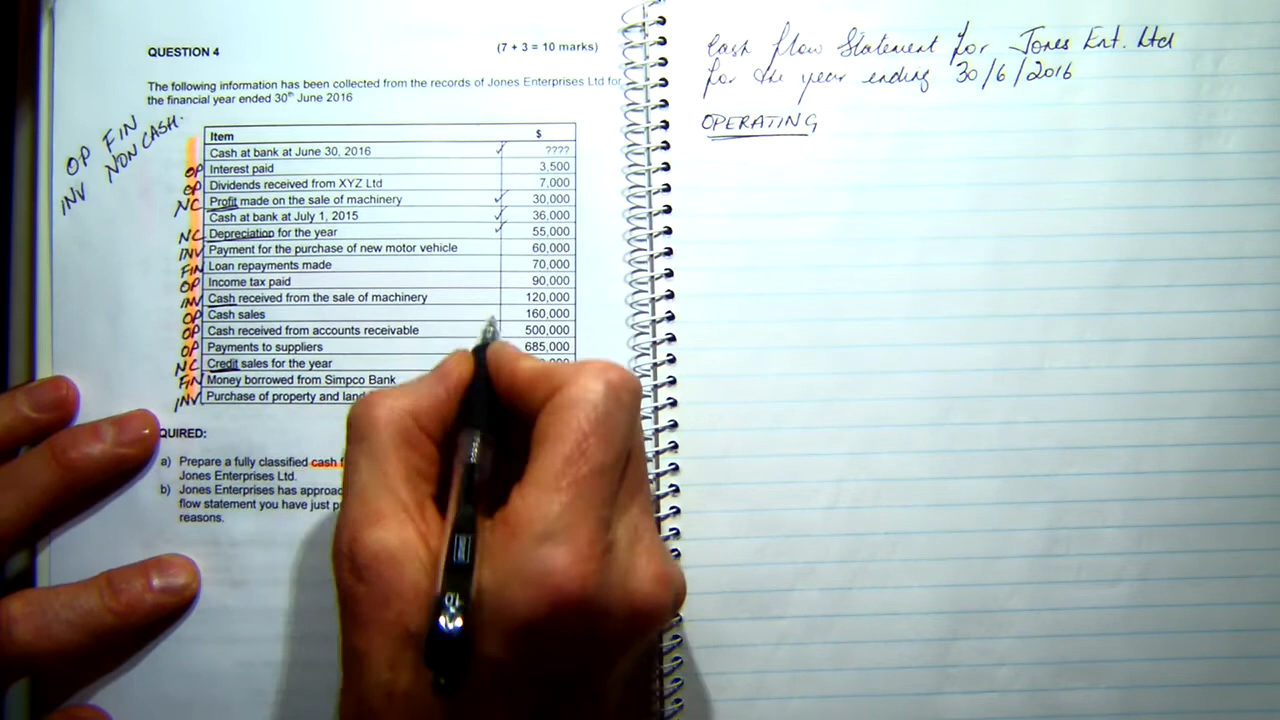 QUESTION 4 (7 + 3 = 10 marks)
The following information has been collected from the records of Jones Enterprises Ltd for
the financial year ended 30th June 2016
OP FIN
INV NON CASH.
Item $
Cash at bank at June 30, 2016 ✓ ????
OP Interest paid 3,500
OP Dividends received from XYZ Ltd 7,000
NC Profit made on the sale of machinery ✓ 30,000
Cash at bank at July 1, 2015 ✓ 36,000
NC Depreciation for the year ✓ 55,000
INV Payment for the purchase of new motor vehicle 60,000
FIN Loan repayments made 70,000
OP Income tax paid 90,000
INV Cash received from the sale of machinery 120,000
OP Cash sales 160,000
OP Cash received from accounts receivable 500,000
OP Payments to suppliers 685,000
NC Credit sales for the year
FIN Money borrowed from Simpco Bank
INV Purchase of property and land
QUIRED:
a) Prepare a fully classified cash f
Jones Enterprises Ltd.
b) Jones Enterprises has approac
flow statement you have just p
reasons.
Cash flow Statement for Jones Ent. Ltd
for the year ending 30/6/2016
OPERATING